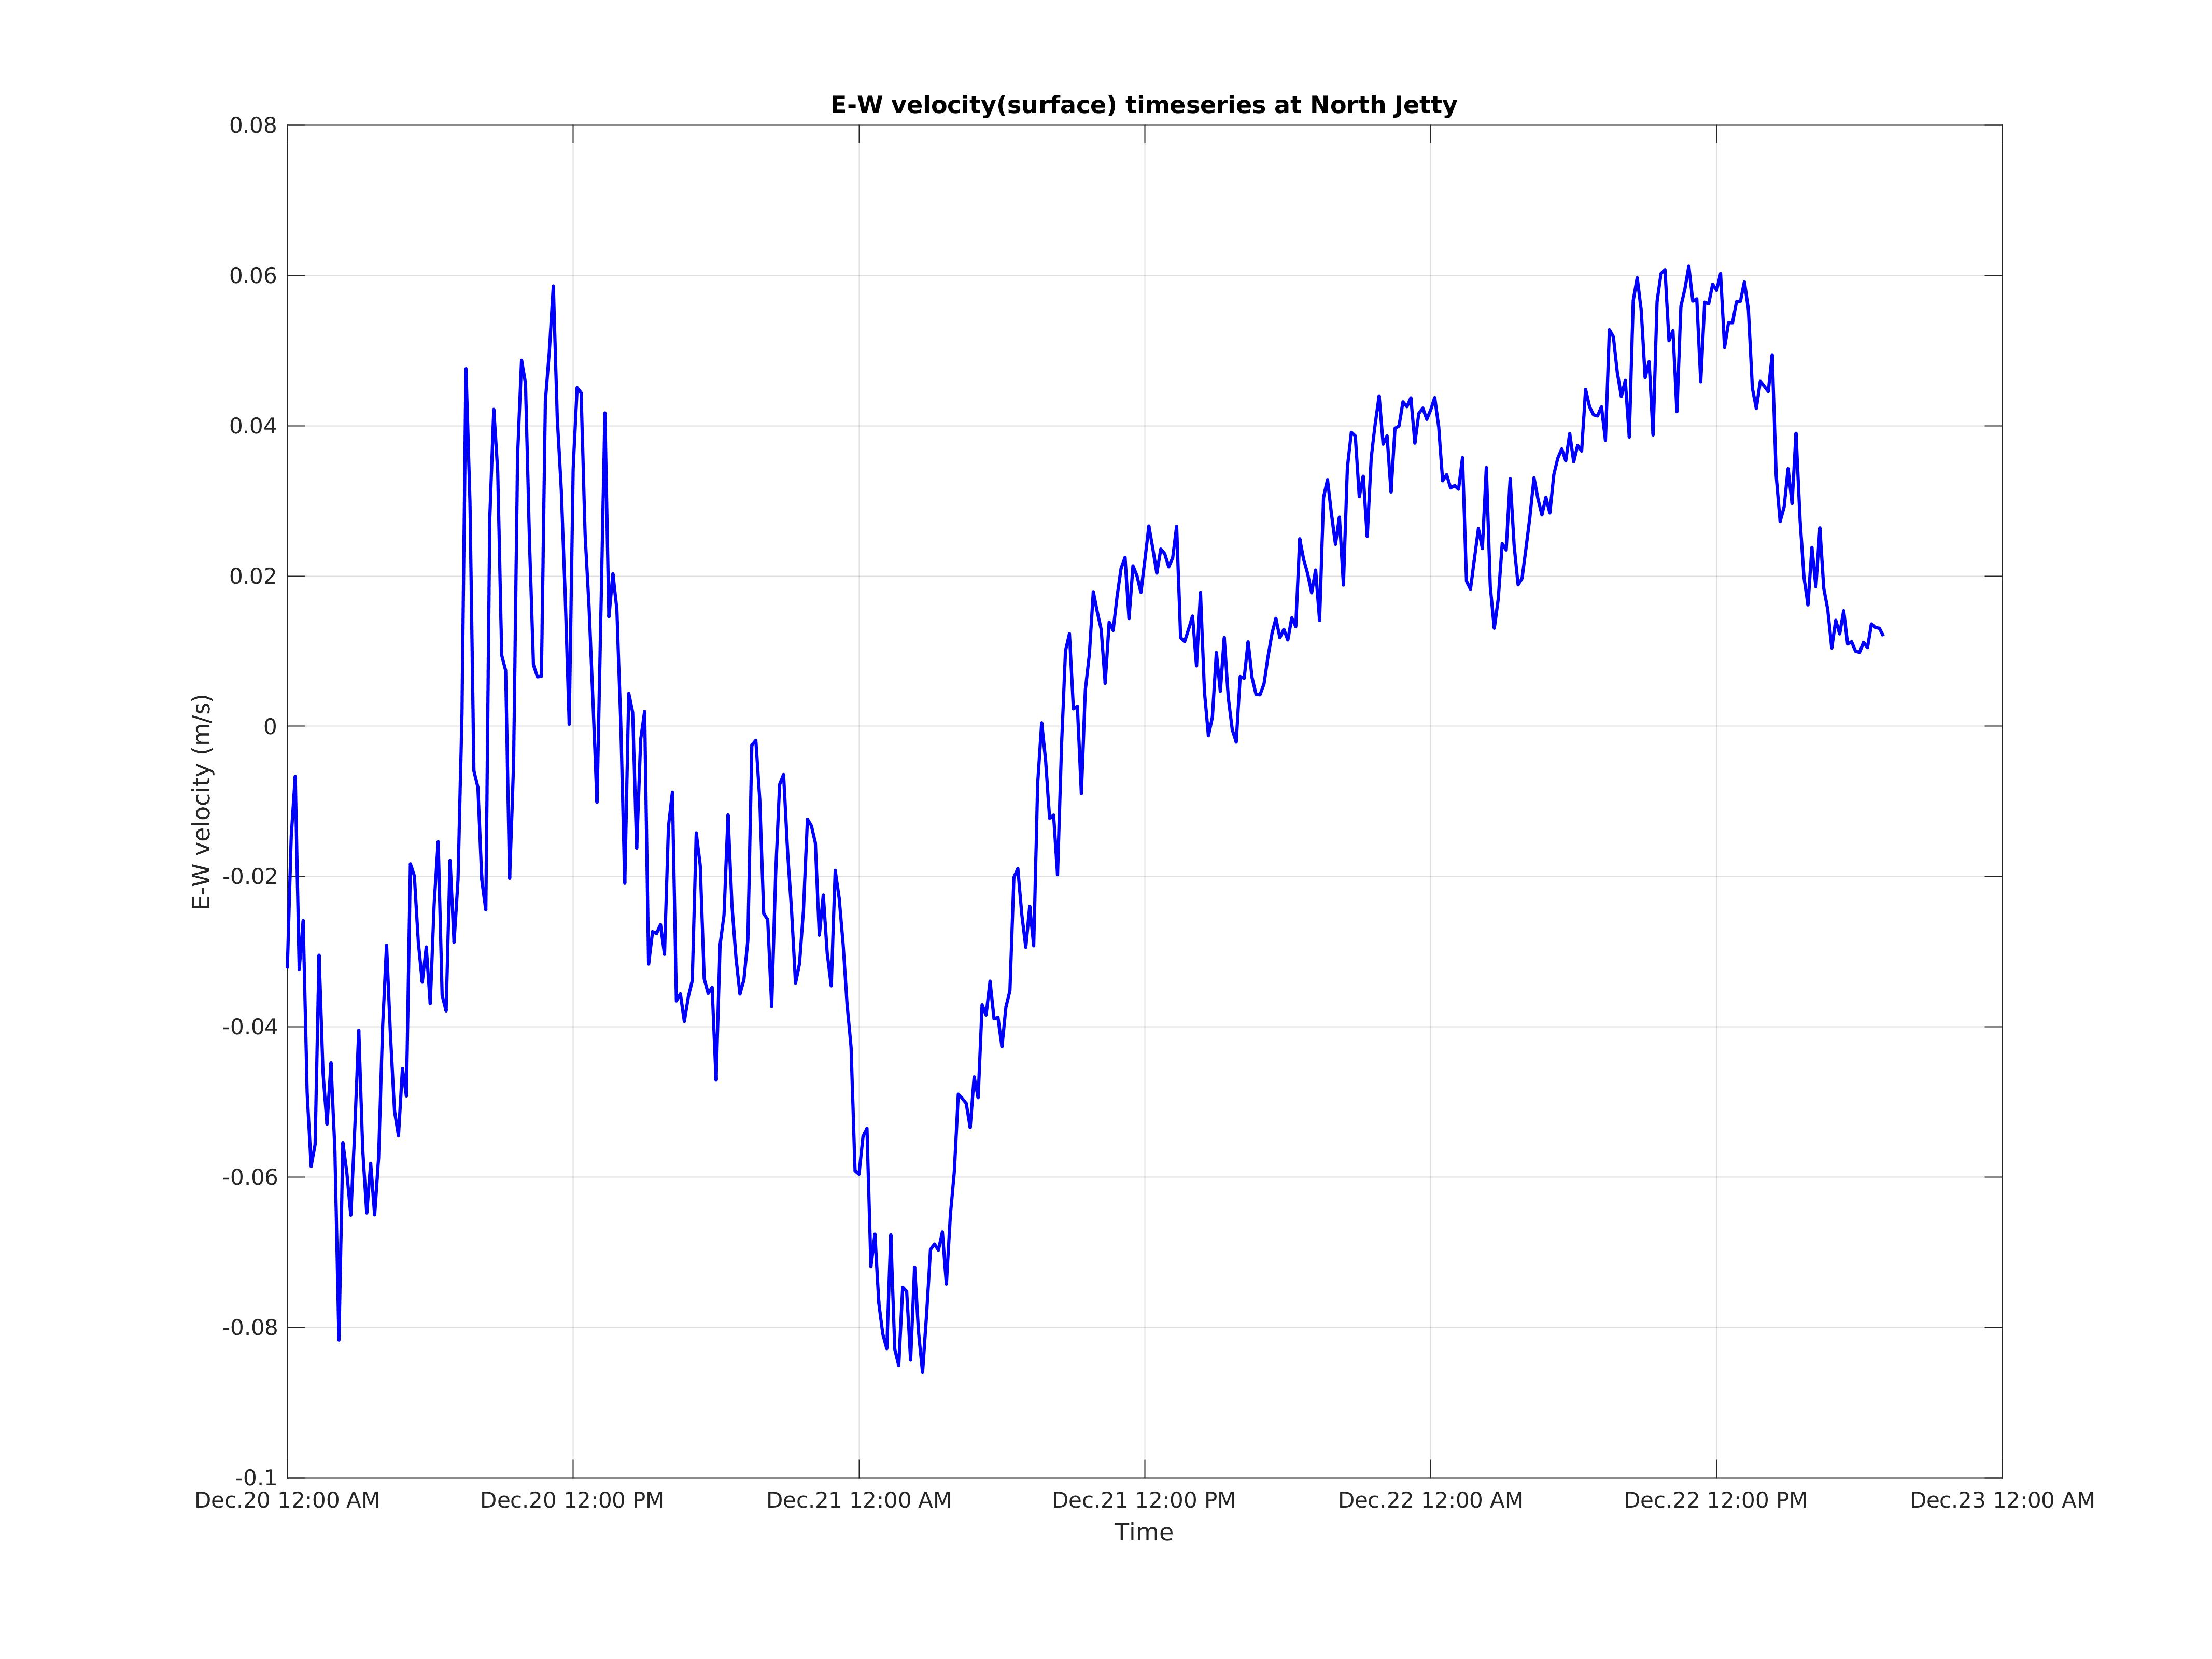 E-W velocity(surface) timeseries at North Jetty
0.08
0.06
0.04
0.02
0
-0.02
-0.04
-0.06
-0.08
-0.1
E-W velocity (m/s)
Dec.20 12:00 AM Dec.20 12:00 PM Dec.21 12:00 AM Dec.21 12:00 PM Dec.22 12:00 AM Dec.22 12:00 PM Dec.23 12:00 AM
Time